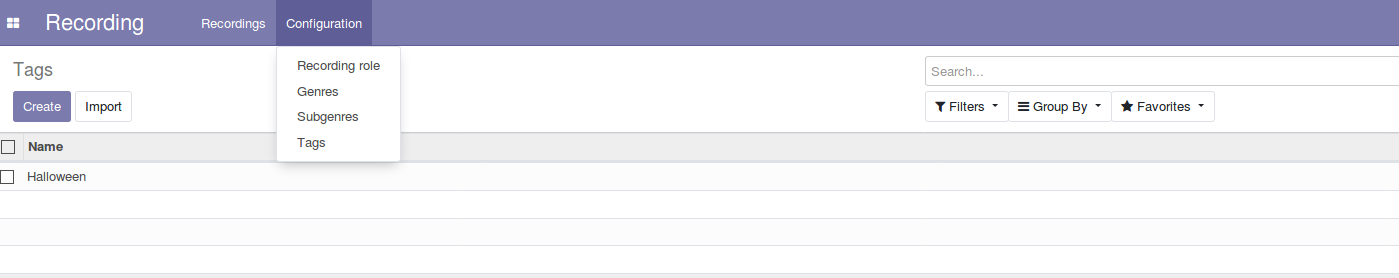 Recording Recordings Configuration
Recording role
Genres
Subgenres
Tags
Tags
Search...
Create Import
Filters Group By Favorites
Name
Halloween